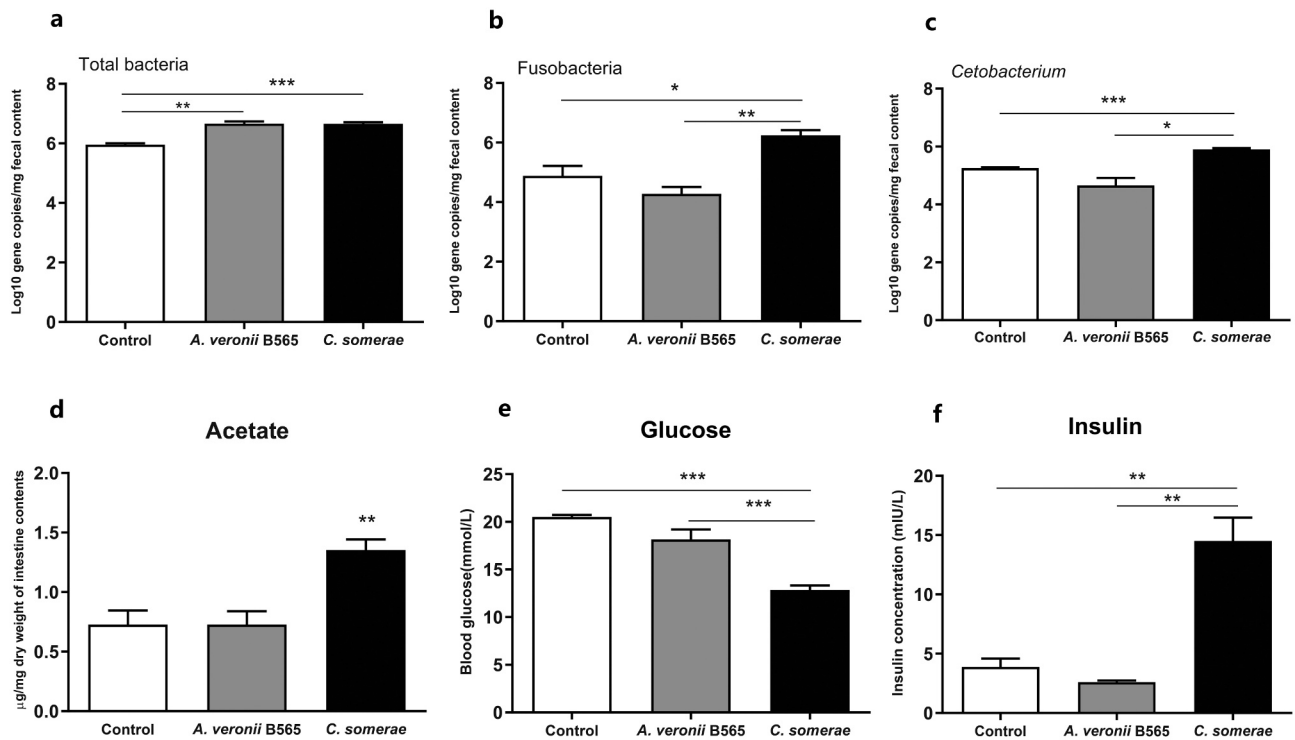 a
Total bacteria
Log10 gene copies/mg fecal content
8
6
4
2
0
**
***
Control
A. veronii B565
C. somerae
b
Fusobacteria
Log10 gene copies/mg fecal content
8
6
4
2
0
*
**
Control
A. veronii B565
C. somerae
c
Cetobacterium
Log10 gene copies/mg fecal content
8
6
4
2
0
***
*
Control
A. veronii B565
C. somerae
d
Acetate
µg/mg dry weight of intestine contents
2.0
1.5
1.0
0.5
0.0
**
Control
A. veronii B565
C. somerae
e
Glucose
Blood glucose(mmol/L)
25
20
15
10
5
0
***
***
Control
A. veronii B565
C. somerae
f
Insulin
Insulin concentration (mIU/L)
20
15
10
5
0
**
**
Control
A. veronii B565
C. somerae